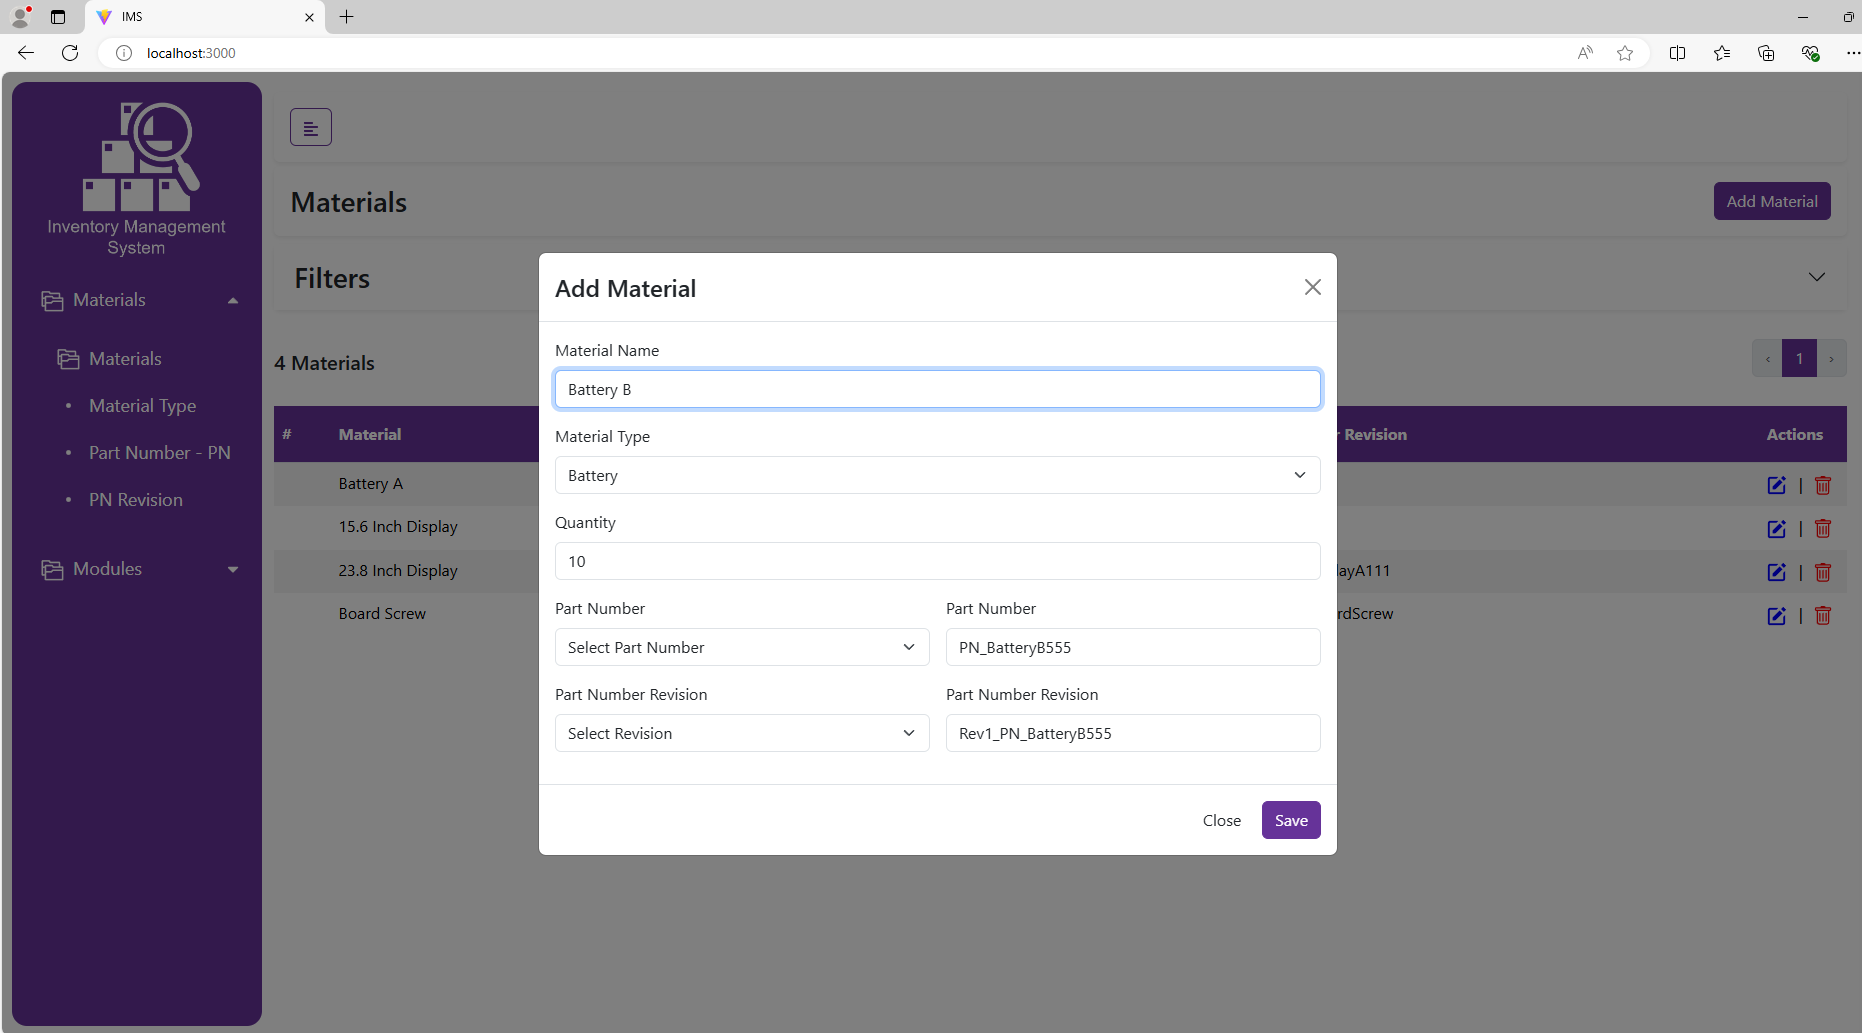 IMS
localhost:3000
Inventory Management
System
Materials
Materials
Material Type
Part Number - PN
PN Revision
Modules
Materials
Add Material
Filters
4 Materials
‹ 1 ›
# Material Revision Actions
Battery A
15.6 Inch Display
23.8 Inch Display ayA111
Board Screw rdScrew
Add Material
Material Name
Battery B
Material Type
Battery
Quantity
10
Part Number Part Number
Select Part Number PN_BatteryB555
Part Number Revision Part Number Revision
Select Revision Rev1_PN_BatteryB555
Close Save